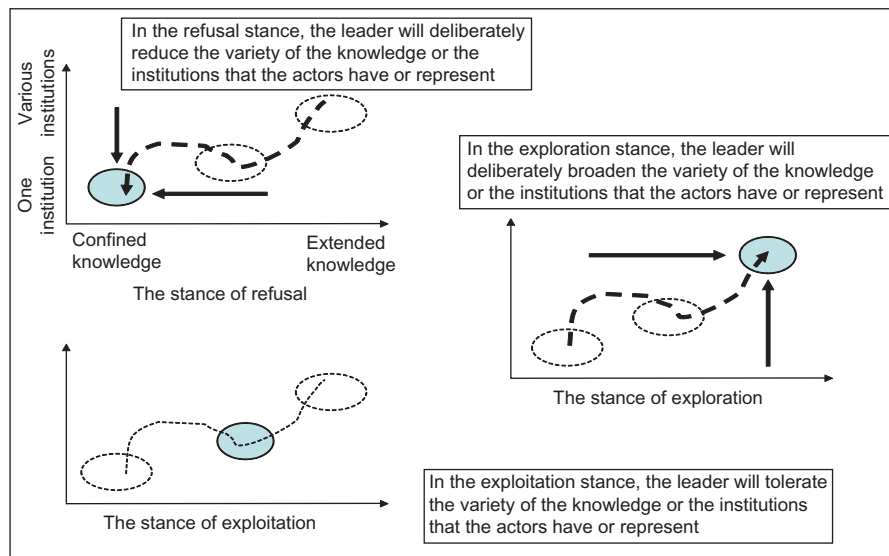 In the refusal stance, the leader will deliberately
reduce the variety of the knowledge or the
institutions that the actors have or represent
Various
institutions
One
institution
Confined
knowledge
Extended
knowledge
The stance of refusal
In the exploration stance, the leader will
deliberately broaden the variety of the knowledge
or the institutions that the actors have or represent
The stance of exploration
The stance of exploitation
In the exploitation stance, the leader will tolerate
the variety of the knowledge or the institutions
that the actors have or represent